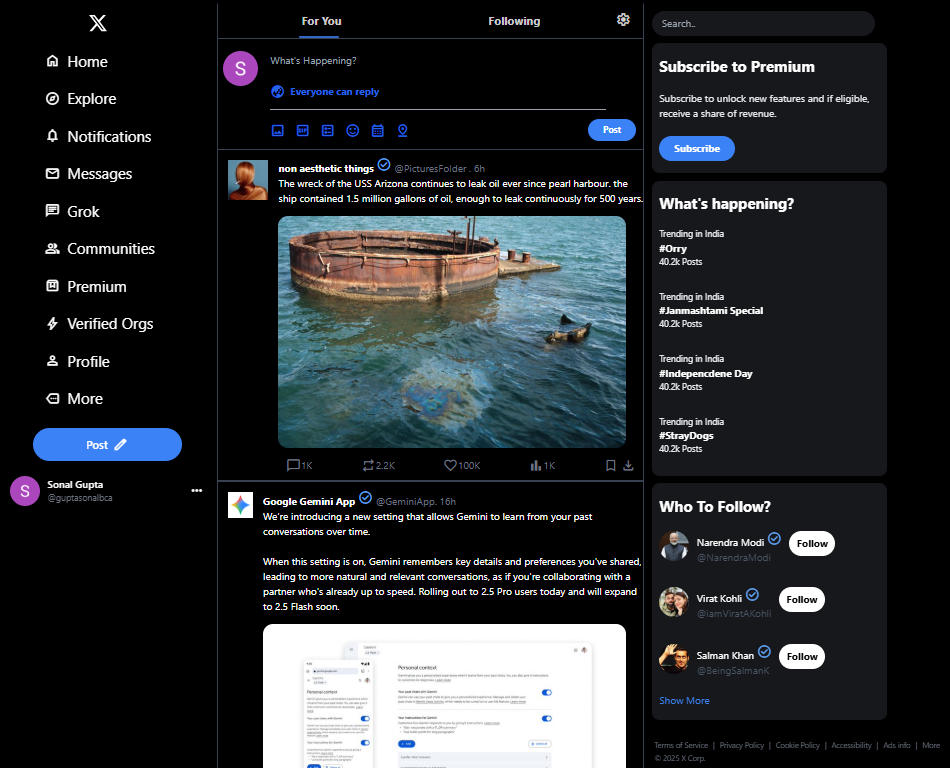 Home
Explore
Notifications
Messages
Grok
Communities
Premium
Verified Orgs
Profile
More
Post
S
Sonal Gupta
@guptasonalbca
For You
Following
S
What's Happening?
Everyone can reply
GIF
Post
non aesthetic things @PicturesFolder . 6h
The wreck of the USS Arizona continues to leak oil ever since pearl harbour. the
ship contained 1.5 million gallons of oil, enough to leak continuously for 500 years.
1K 2.2K 100K 1K
Google Gemini App @GeminiApp. 16h
We're introducing a new setting that allows Gemini to learn from your past
conversations over time.
When this setting is on, Gemini remembers key details and preferences you've shared,
leading to more natural and relevant conversations, as if you're collaborating with a
partner who's already up to speed. Rolling out to 2.5 Pro users today and will expand
to 2.5 Flash soon.
Personal context
Personal context
Search..
Subscribe to Premium
Subscribe to unlock new features and if eligible,
receive a share of revenue.
Subscribe
What's happening?
Trending in India
#Orry
40.2k Posts
Trending in India
#Janmashtami Special
40.2k Posts
Trending in India
#Indepencdene Day
40.2k Posts
Trending in India
#StrayDogs
40.2k Posts
Who To Follow?
Narendra Modi
@NarendraModi
Follow
Virat Kohli
@iamViratAKohli
Follow
Salman Khan
@BeingSalmanK
Follow
Show More
Terms of Service | Privacy Policy | Cookie Policy | Accessibility | Ads info | More
© 2025 X Corp.